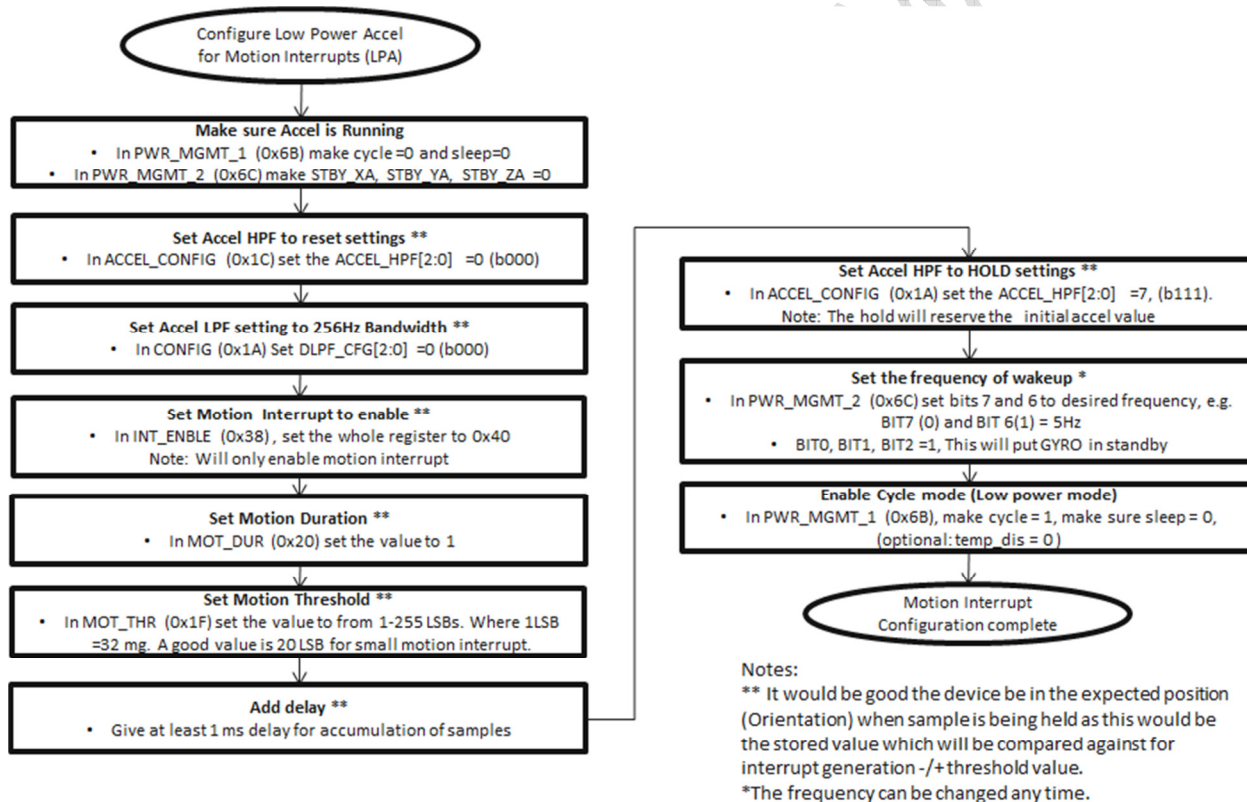 Configure Low Power Accel
for Motion Interrupts (LPA)
Make sure Accel is Running
• In PWR_MGMT_1 (0x6B) make cycle =0 and sleep=0
• In PWR_MGMT_2 (0x6C) make STBY_XA, STBY_YA, STBY_ZA =0
Set Accel HPF to reset settings **
• In ACCEL_CONFIG (0x1C) set the ACCEL_HPF[2:0] =0 (b000)
Set Accel LPF setting to 256Hz Bandwidth **
• In CONFIG (0x1A) Set DLPF_CFG[2:0] =0 (b000)
Set Motion Interrupt to enable **
• In INT_ENBLE (0x38) , set the whole register to 0x40
Note: Will only enable motion interrupt
Set Motion Duration **
• In MOT_DUR (0x20) set the value to 1
Set Motion Threshold **
• In MOT_THR (0x1F) set the value to from 1-255 LSBs. Where 1LSB
=32 mg. A good value is 20 LSB for small motion interrupt.
Add delay **
• Give at least 1 ms delay for accumulation of samples
Set Accel HPF to HOLD settings **
• In ACCEL_CONFIG (0x1A) set the ACCEL_HPF[2:0] =7, (b111).
Note: The hold will reserve the initial accel value
Set the frequency of wakeup *
• In PWR_MGMT_2 (0x6C) set bits 7 and 6 to desired frequency, e.g.
BIT7 (0) and BIT 6(1) = 5Hz
• BIT0, BIT1, BIT2 =1, This will put GYRO in standby
Enable Cycle mode (Low power mode)
• In PWR_MGMT_1 (0x6B), make cycle = 1, make sure sleep = 0,
(optional: temp_dis = 0 )
Motion Interrupt
Configuration complete
Notes:
** It would be good the device be in the expected position
(Orientation) when sample is being held as this would be
the stored value which will be compared against for
interrupt generation -/+ threshold value.
*The frequency can be changed any time.